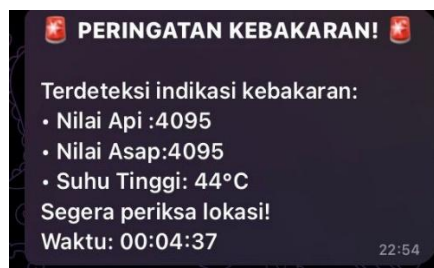 🚨 PERINGATAN KEBAKARAN! 🚨
Terdeteksi indikasi kebakaran:
• Nilai Api :4095
• Nilai Asap:4095
• Suhu Tinggi: 44°C
Segera periksa lokasi!
Waktu: 00:04:37
22:54